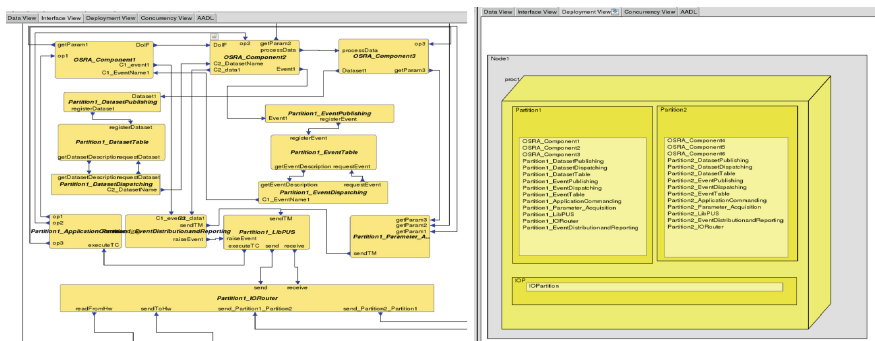 Data View Interface View Deployment View Concurrency View AADL
getParam1 DoIF
OSRA_Component1
op1
C1_event1
C1_EventName1
op2 getParam2
DoIF processData
OSRA_Component2
C2_DatasetName
C2_data1 Event1
op3
processData
OSRA_Component3
Dataset1 getParam3
Dataset1
Partition1_DatasetPublishing
registerDataset
registerDataset
Partition1_DatasetTable
getDatasetDescription requestDataset
Partition1_DatasetDispatching
C2_DatasetName
Partition1_EventPublishing
Event1 registerEvent
registerEvent
Partition1_EventTable
getEventDescription requestEvent
getEventDescription requestEvent
Partition1_EventDispatching
C1_EventName1
op1
op2
op3
executeTC
C1_event1 C2_data1
sendTM
Partition1_EventDistributionandReporting
raiseEvent
sendTM
Partition1_LibPUS
raiseEvent
executeTC send receive
getParam3
getParam2
getParam1
Partition1_Parameter_A...
sendTM
send receive
Partition1_IORouter
readFromHw sendToHw send_Partition1_Partition2 send_Partition2_Partition1
Data View Interface View Deployment View Concurrency View AADL
Node1
proc1
Partition1
OSRA_Component1
OSRA_Component2
OSRA_Component3
Partition1_DatasetPublishing
Partition1_DatasetDispatching
Partition1_DatasetTable
Partition1_EventPublishing
Partition1_EventDispatching
Partition1_EventTable
Partition1_ApplicationCommanding
Partition1_Parameter_Acquisition
Partition1_LibPUS
Partition1_IORouter
Partition1_EventDistributionandReporting
Partition2
OSRA_Component4
OSRA_Component5
OSRA_Component6
Partition2_DatasetPublishing
Partition2_DatasetDispatching
Partition2_DatasetTable
Partition2_EventPublishing
Partition2_EventDispatching
Partition2_EventTable
Partition2_ApplicationCommanding
Partition2_Parameter_Acquisition
Partition2_LibPUS
Partition2_EventDistributionandReporting
Partition2_IORouter
IOP
IOPartition